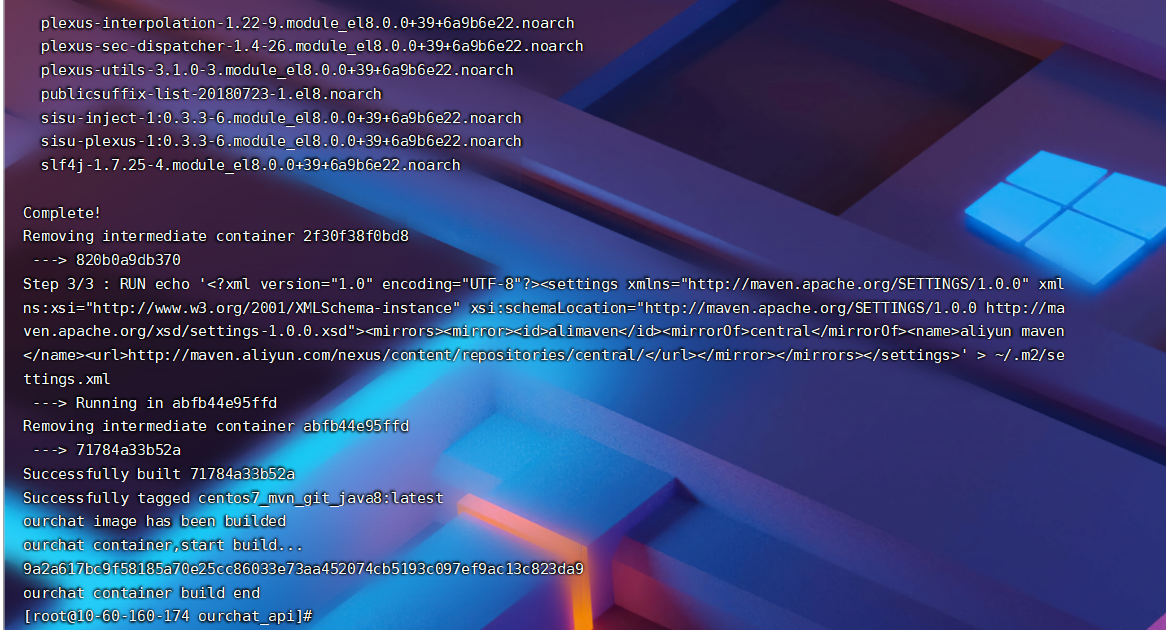 plexus-interpolation-1.22-9.module_el8.0.0+39+6a9b6e22.noarch
plexus-sec-dispatcher-1.4-26.module_el8.0.0+39+6a9b6e22.noarch
plexus-utils-3.1.0-3.module_el8.0.0+39+6a9b6e22.noarch
publicsuffix-list-20180723-1.el8.noarch
sisu-inject-1:0.3.3-6.module_el8.0.0+39+6a9b6e22.noarch
sisu-plexus-1:0.3.3-6.module_el8.0.0+39+6a9b6e22.noarch
slf4j-1.7.25-4.module_el8.0.0+39+6a9b6e22.noarch
Complete!
Removing intermediate container 2f30f38f0bd8
---> 820b0a9db370
Step 3/3 : RUN echo '<?xml version="1.0" encoding="UTF-8"?><settings xmlns="http://maven.apache.org/SETTINGS/1.0.0" xml
ns:xsi="http://www.w3.org/2001/XMLSchema-instance" xsi:schemaLocation="http://maven.apache.org/SETTINGS/1.0.0 http://ma
ven.apache.org/xsd/settings-1.0.0.xsd"><mirrors><mirror><id>alimaven</id><mirrorOf>central</mirrorOf><name>aliyun maven
</name><url>http://maven.aliyun.com/nexus/content/repositories/central/</url></mirror></mirrors></settings>' > ~/.m2/se
ttings.xml
---> Running in abfb44e95ffd
Removing intermediate container abfb44e95ffd
---> 71784a33b52a
Successfully built 71784a33b52a
Successfully tagged centos7_mvn_git_java8:latest
ourchat image has been builded
ourchat container,start build...
9a2a617bc9f58185a70e25cc86033e73aa452074cb5193c097ef9ac13c823da9
ourchat container build end
[root@10-60-160-174 ourchat_api]#